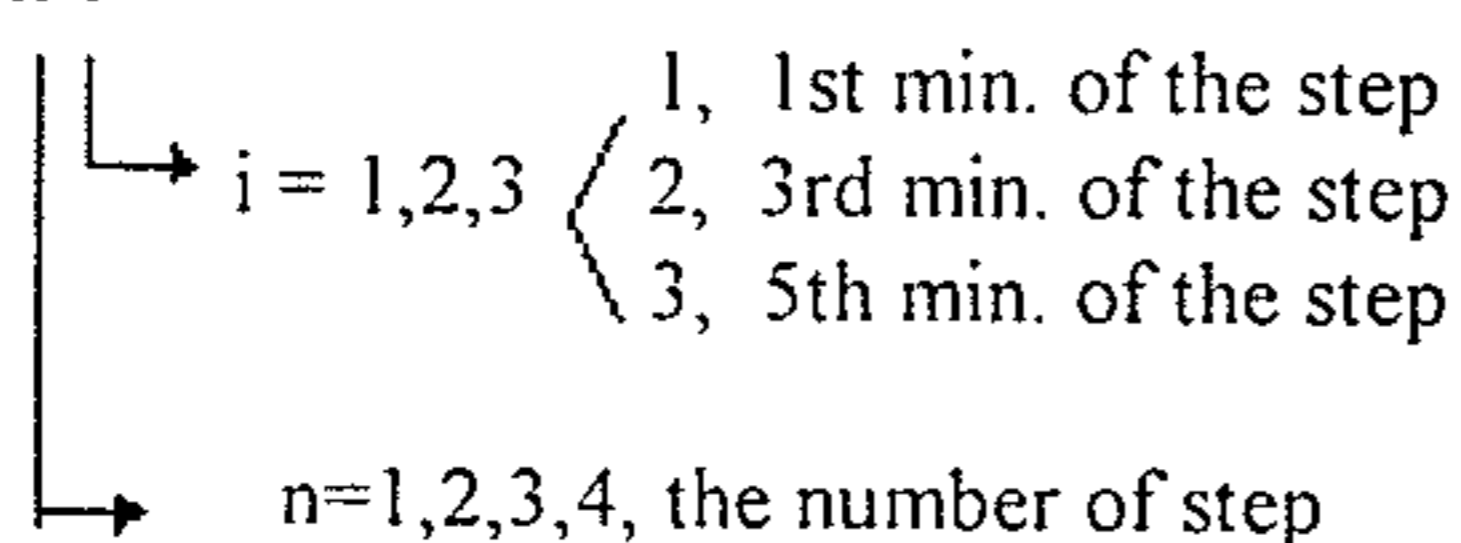 1, 1st min. of the step
i = 1,2,3 2, 3rd min. of the step
3, 5th min. of the step
n=1,2,3,4, the number of step